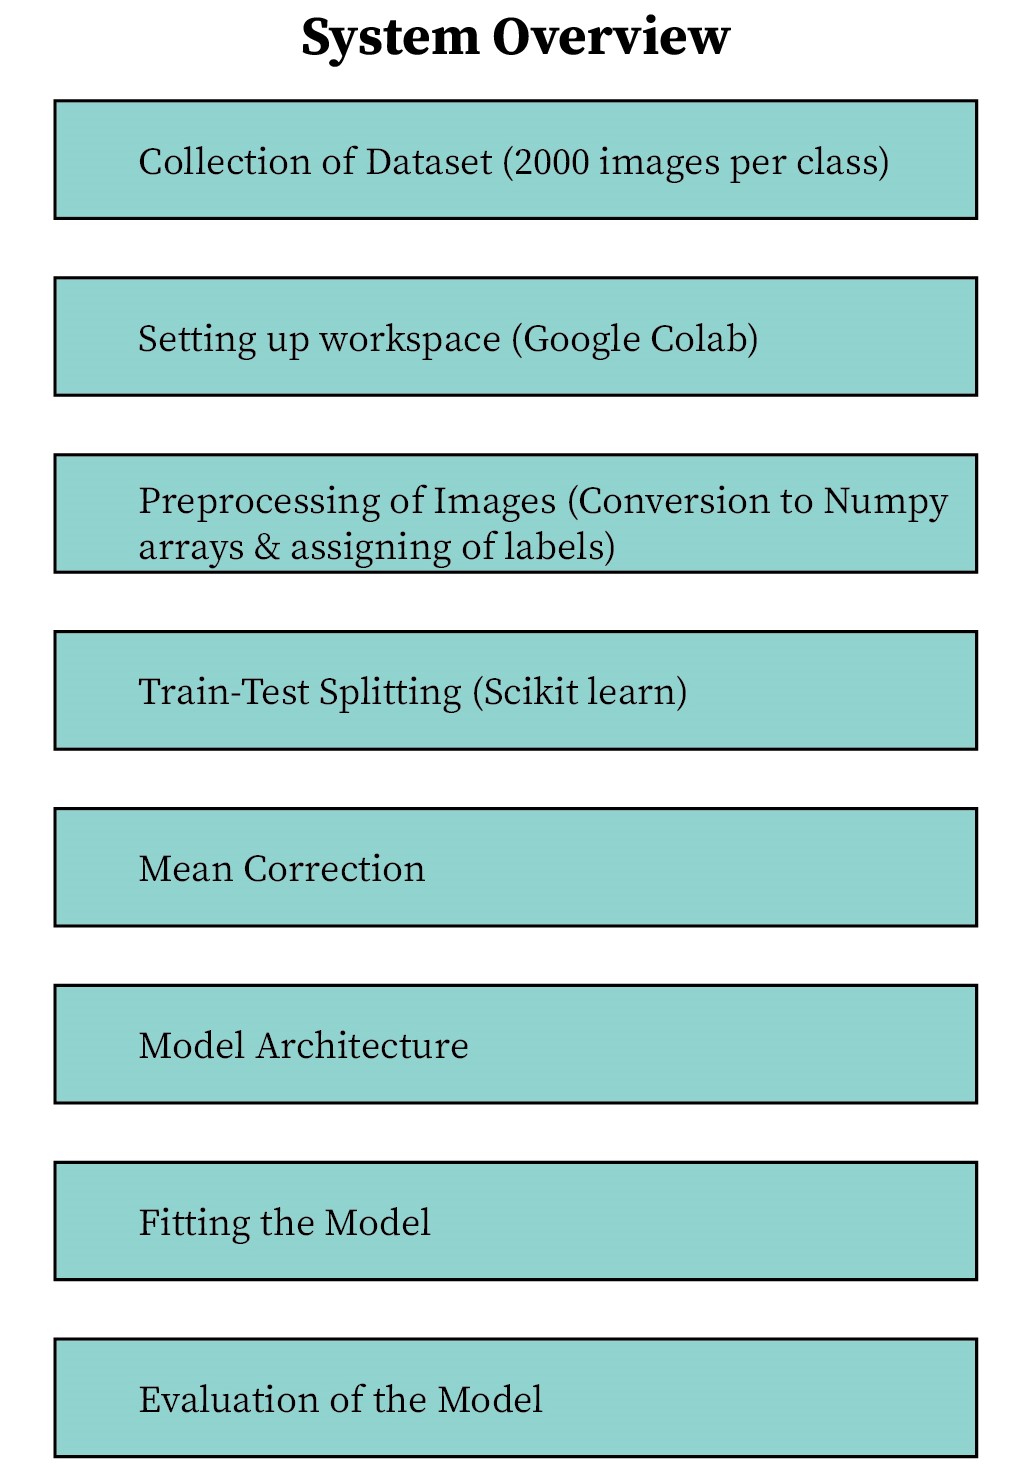 System Overview
Collection of Dataset (2000 images per class)
Setting up workspace (Google Colab)
Preprocessing of Images (Conversion to Numpy
arrays & assigning of labels)
Train-Test Splitting (Scikit learn)
Mean Correction
Model Architecture
Fitting the Model
Evaluation of the Model